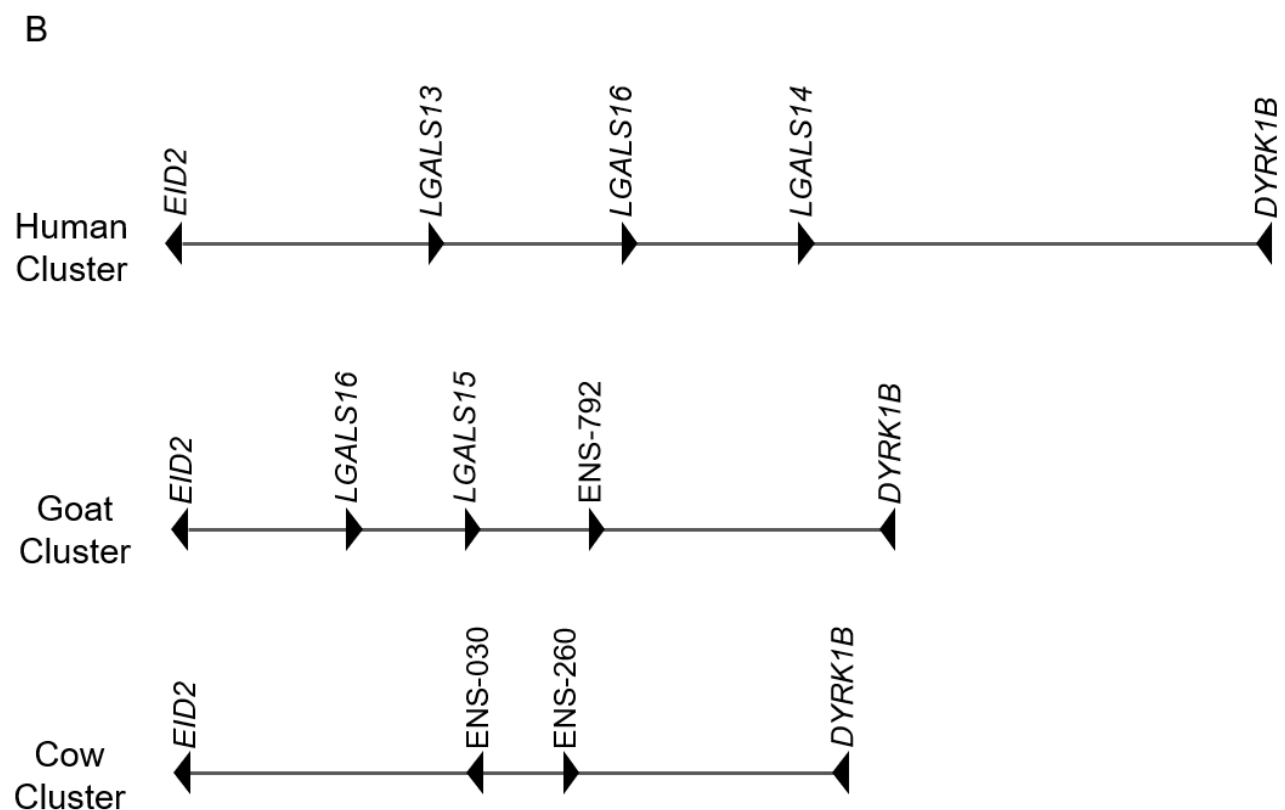 B
EID2
LGALS13
LGALS16
LGALS14
DYRK1B
Human
Cluster
EID2
LGALS16
LGALS15
ENS-792
DYRK1B
Goat
Cluster
EID2
ENS-030
ENS-260
DYRK1B
Cow
Cluster